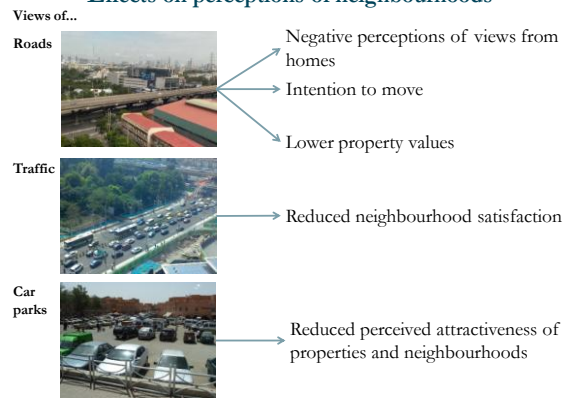 Effects on perceptions of neighbourhoods
Views of...
Roads
Negative perceptions of views from
homes
Intention to move
Lower property values
Traffic
Reduced neighbourhood satisfaction
Car
parks
Reduced perceived attractiveness of
properties and neighbourhoods